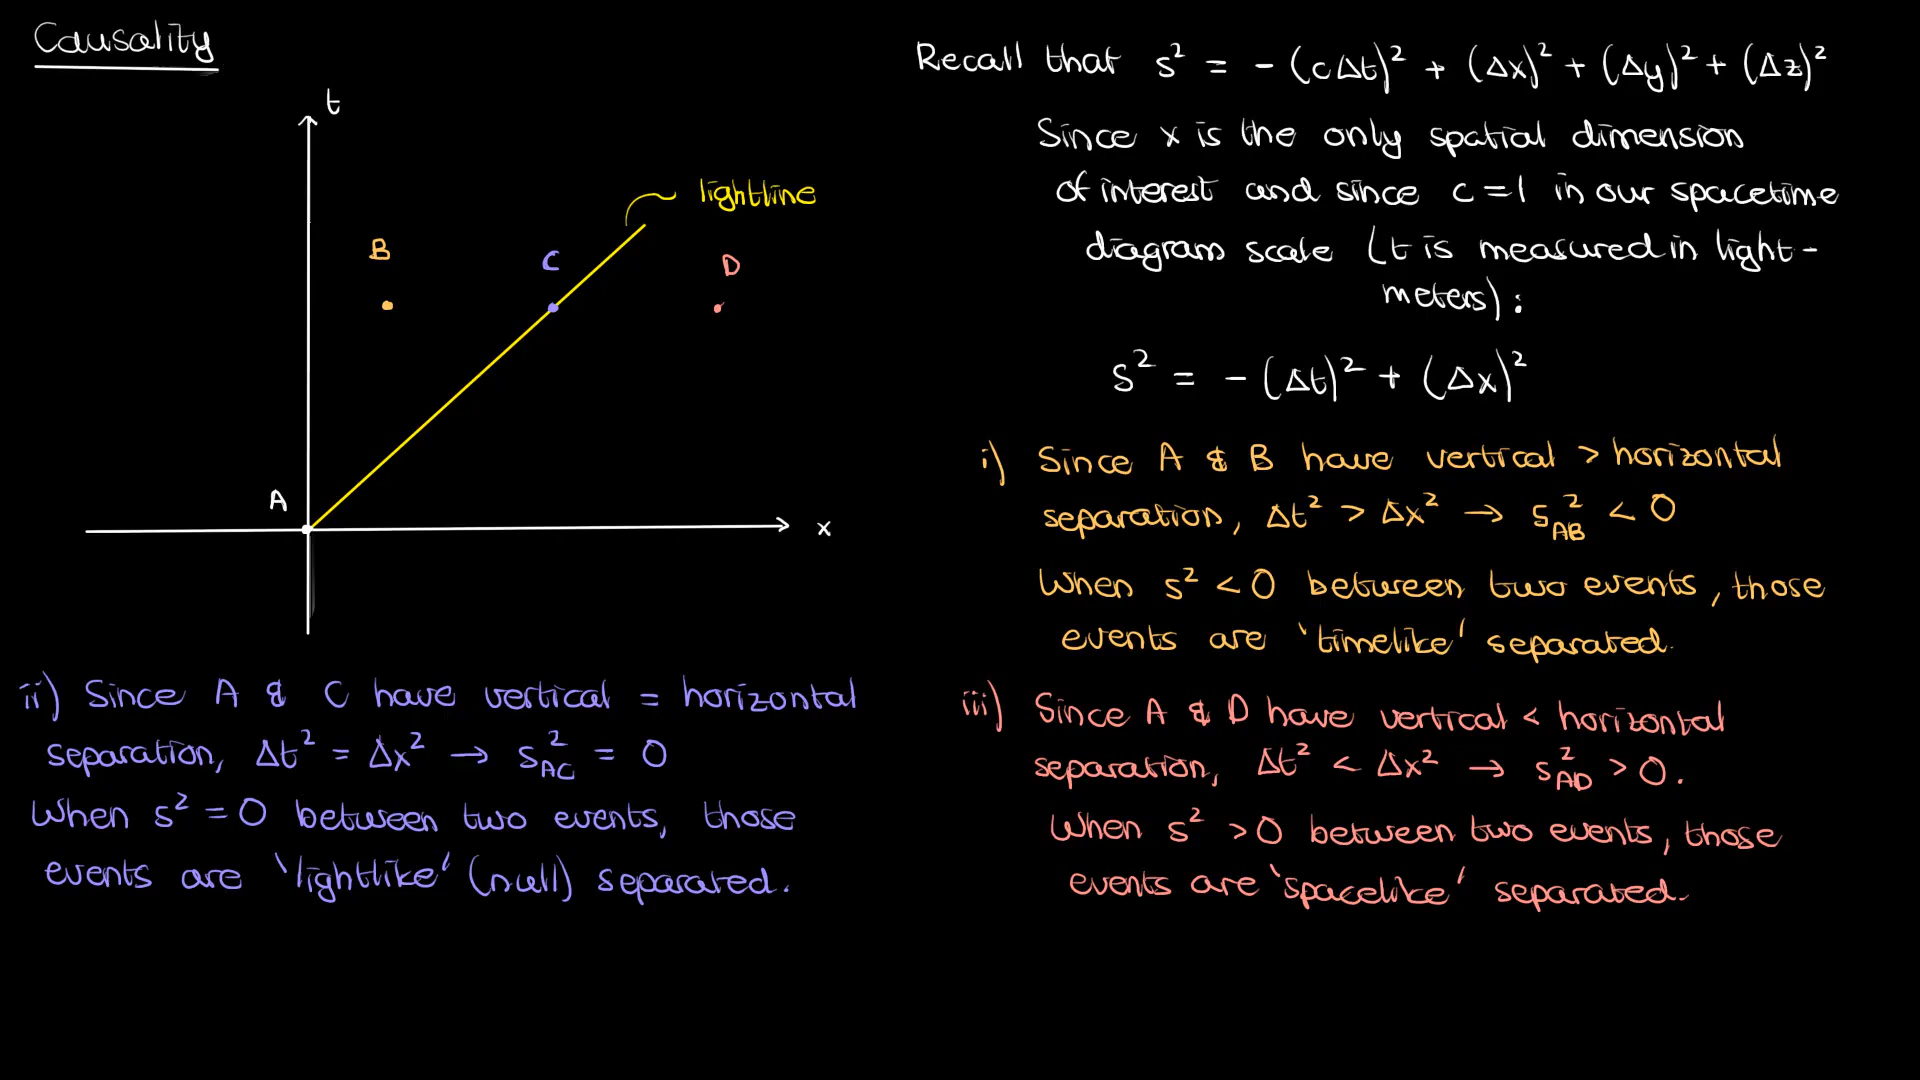 Causality
t
lightline
B
C
D
A
x
Recall that s² = - (cΔt)² + (Δx)² + (Δy)² + (Δz)²
Since x is the only spatial dimension
of interest and since c = 1 in our spacetime
diagram scale (t is measured in light-
meters):
S² = - (Δt)² + (Δx)²
i) Since A & B have vertical > horizontal
separation, Δt² > Δx² → S²_AB < 0
When s² < 0 between two events, those
events are 'timelike' separated.
ii) Since A & C have vertical = horizontal
separation, Δt² = Δx² → S²_AC = 0
When s² = 0 between two events, those
events are 'lightlike' (null) separated.
iii) Since A & D have vertical < horizontal
separation, Δt² < Δx² → S²_AD > 0.
When s² > 0 between two events, those
events are 'spacelike' separated.